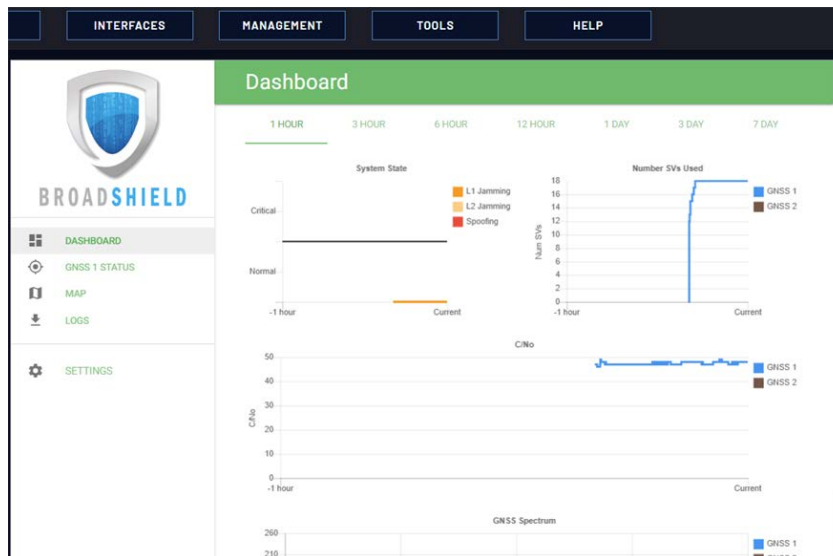 INTERFACES
MANAGEMENT
TOOLS
HELP
BROADSHIELD
DASHBOARD
GNSS 1 STATUS
MAP
LOGS
SETTINGS
Dashboard
1 HOUR 3 HOUR 6 HOUR 12 HOUR 1 DAY 3 DAY 7 DAY
System State
Critical
Normal
-1 hour Current
L1 Jamming
L2 Jamming
Spoofing
Number SVs Used
Num SVs
18
16
14
12
10
8
6
4
2
0
-1 hour Current
GNSS 1
GNSS 2
C/No
C/No
50
40
30
20
10
0
-1 hour Current
GNSS 1
GNSS 2
GNSS Spectrum
260
210
GNSS 1